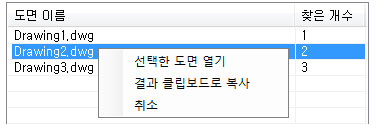 도면 이름 찾은 개수
Drawing1.dwg 1
Drawing2.dwg 2
Drawing3.dwg 3
선택한 도면 열기
결과 클립보드로 복사
취소